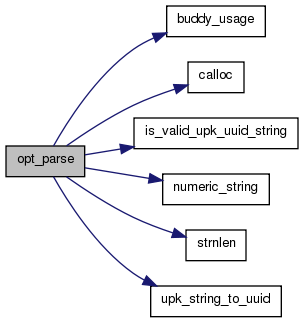 buddy_usage
calloc
opt_parse
is_valid_upk_uuid_string
numeric_string
strnlen
upk_string_to_uuid